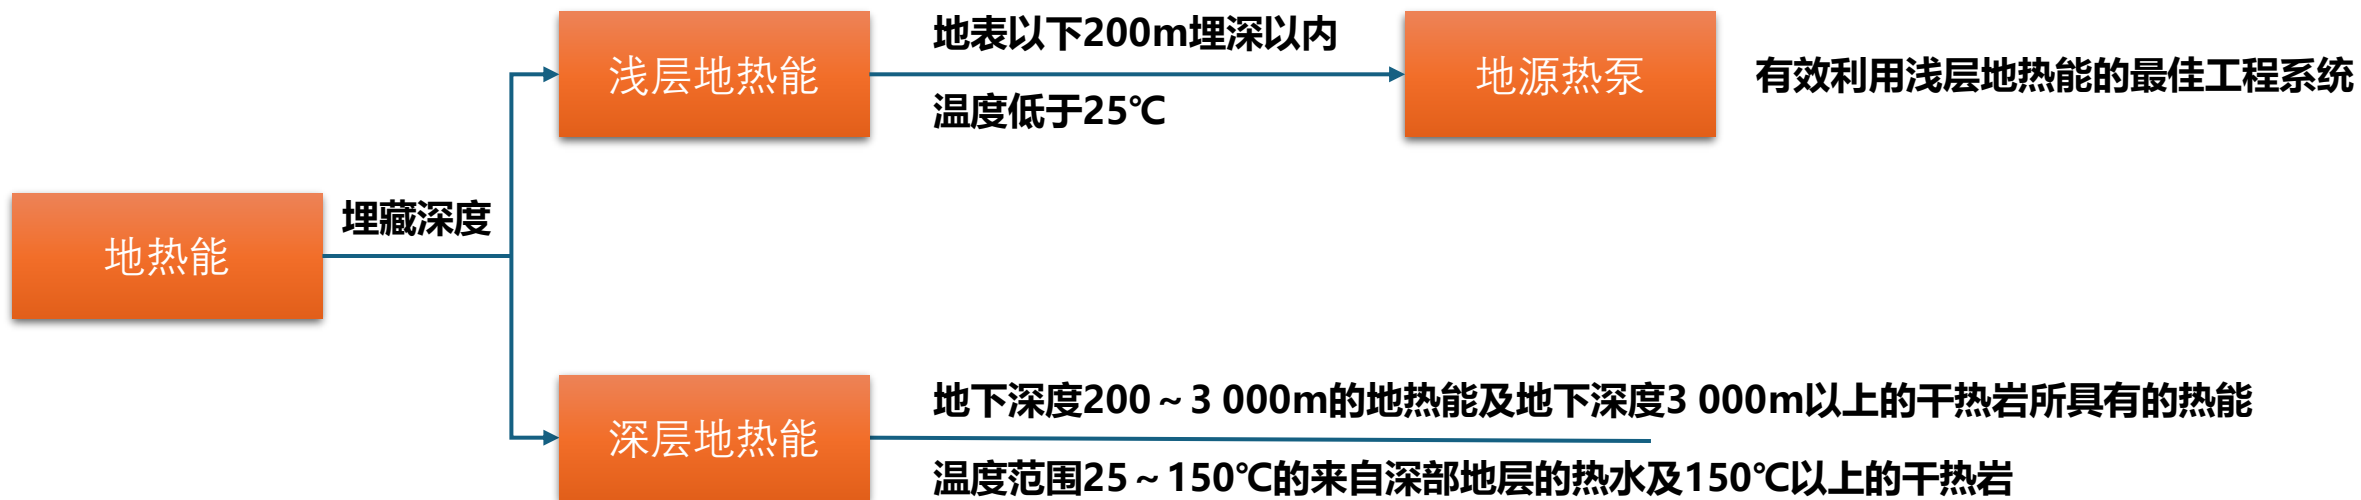 地热能
埋藏深度
浅层地热能
地表以下200m埋深以内
温度低于25℃
地源热泵
有效利用浅层地热能的最佳工程系统
深层地热能
地下深度200～3 000m的地热能及地下深度3 000m以上的干热岩所具有的热能
温度范围25～150℃的来自深部地层的热水及150℃以上的干热岩